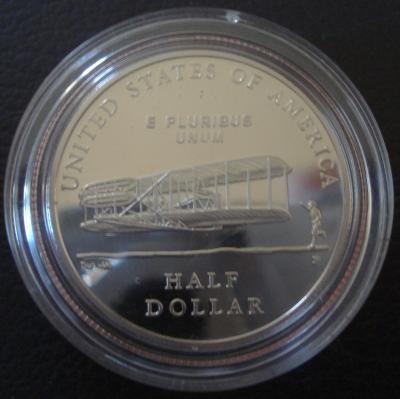 UNITED STATES OF AMERICA
E PLURIBUS
UNUM
HALF
DOLLAR